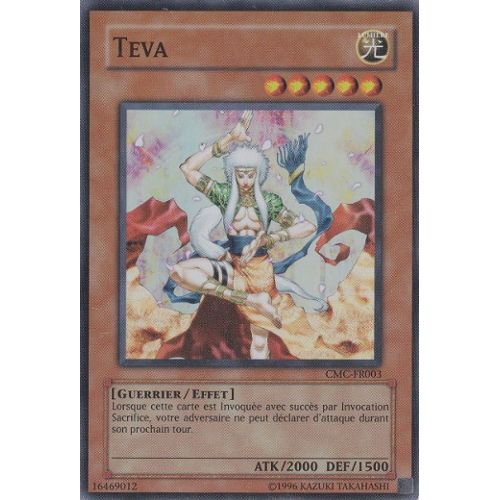 TEVA
LUMIÈRE
光
CMC-FR003
[GUERRIER/EFFET]
Lorsque cette carte est Invoquée avec succès par Invocation
Sacrifice, votre adversaire ne peut déclarer d'attaque durant
son prochain tour.
ATK/2000 DEF/1500
16469012
©1996 KAZUKI TAKAHASHI